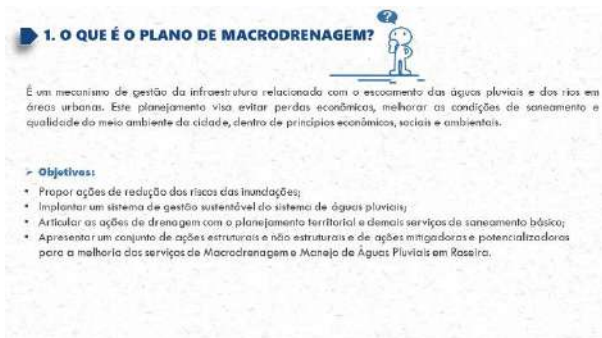 ?
1. O QUE É O PLANO DE MACRODRENAGEM?
É um mecanismo de gestão da infraestrutura relacionada com o escoamento das águas pluviais e dos rios em
áreas urbanas. Este planejamento visa evitar perdas econômicas, melhorar as condições de saneamento e
qualidade do meio ambiente da cidade, dentro de princípios econômicos, sociais e ambientais.
➢ Objetivos:
• Propor ações de redução dos riscos das inundações;
• Implantar um sistema de gestão sustentável do sistema de águas pluviais;
• Articular as ações de drenagem com o planejamento territorial e demais serviços de saneamento básico;
• Apresentar um conjunto de ações estruturais e não estruturais e de ações mitigadoras e potencializadoras
para a melhoria dos serviços de Macrodrenagem e Manejo de Águas Pluviais em Roseira.